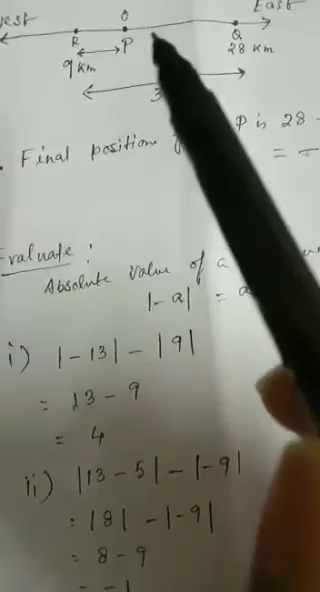 O
East
R
P
Q
9 km
28 km
3
Final position
P is 28 -
=
Evaluate :
Absolute Value of a
|-a| = a
i) |-13| - |9|
= 13 - 9
= 4
ii) |13 - 5| - |-9|
= |8| - |-9|
= 8 - 9
= -1